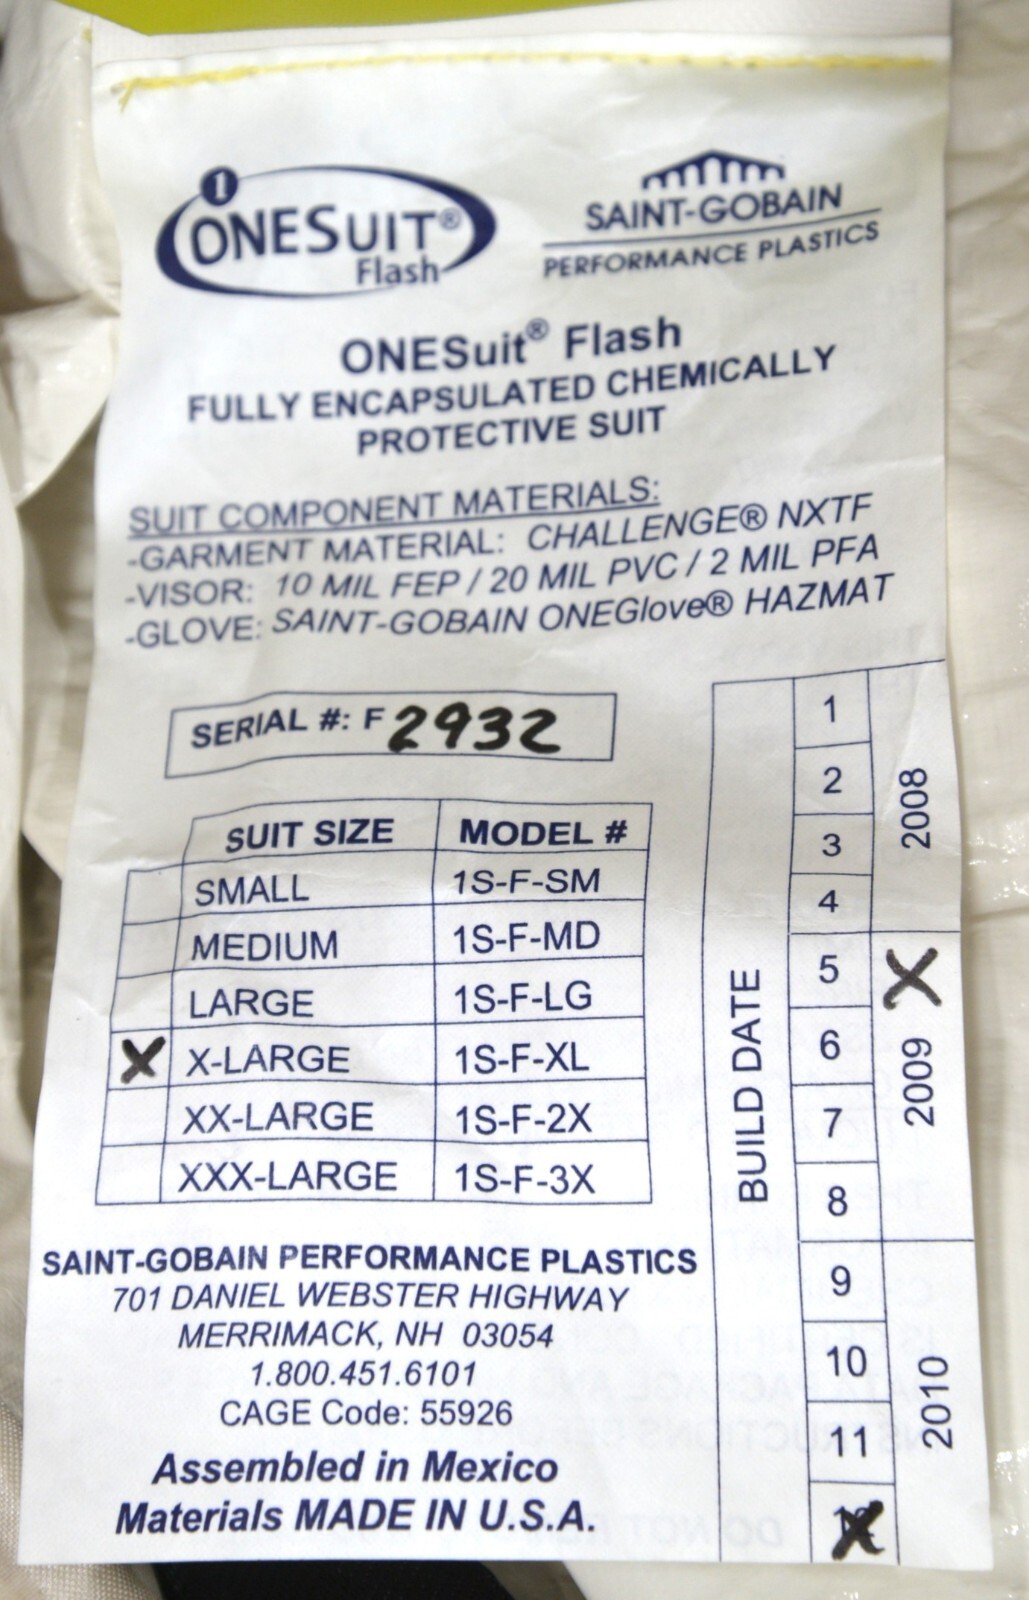 1
ONESUIT®
Flash
SAINT-GOBAIN
PERFORMANCE PLASTICS
ONESuit® Flash
FULLY ENCAPSULATED CHEMICALLY
PROTECTIVE SUIT
SUIT COMPONENT MATERIALS:
-GARMENT MATERIAL: CHALLENGE® NXTF
-VISOR: 10 MIL FEP / 20 MIL PVC / 2 MIL PFA
-GLOVE: SAINT-GOBAIN ONEGlove® HAZMAT
SERIAL #: F 2932
SUIT SIZE MODEL #
SMALL 1S-F-SM
MEDIUM 1S-F-MD
LARGE 1S-F-LG
X X-LARGE 1S-F-XL
XX-LARGE 1S-F-2X
XXX-LARGE 1S-F-3X
BUILD DATE
1
2
3
4
5
6
7
8
9
10
11
12
2008
X
2009
2010
SAINT-GOBAIN PERFORMANCE PLASTICS
701 DANIEL WEBSTER HIGHWAY
MERRIMACK, NH 03054
1.800.451.6101
CAGE Code: 55926
Assembled in Mexico
Materials MADE IN U.S.A.